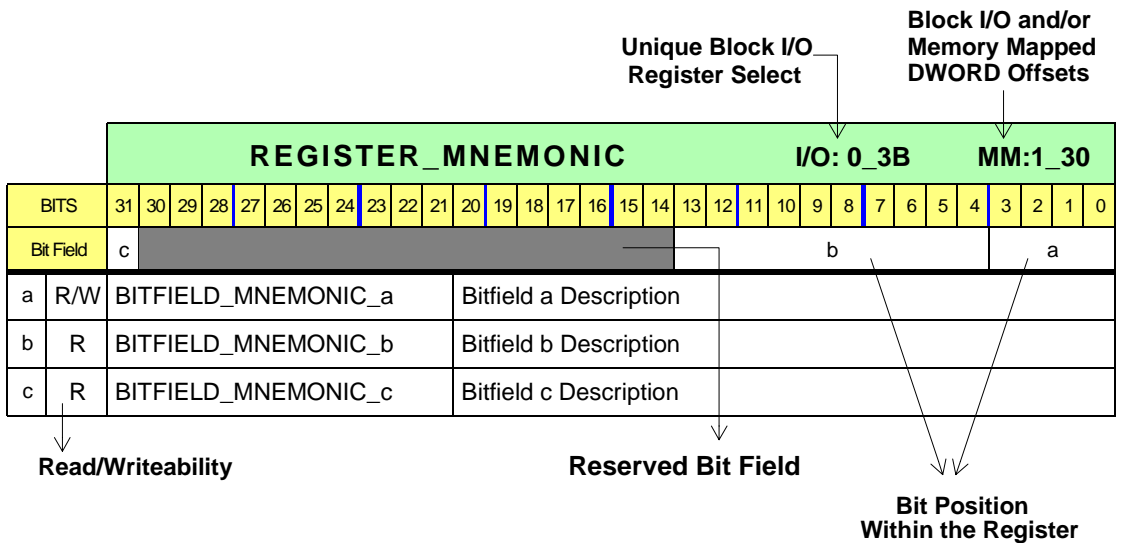 Unique Block I/O
Register Select
Block I/O and/or
Memory Mapped
DWORD Offsets
REGISTER_MNEMONIC I/O: 0_3B MM:1_30
BITS 31 30 29 28 27 26 25 24 23 22 21 20 19 18 17 16 15 14 13 12 11 10 9 8 7 6 5 4 3 2 1 0
Bit Field c b a
a R/W BITFIELD_MNEMONIC_a Bitfield a Description
b R BITFIELD_MNEMONIC_b Bitfield b Description
c R BITFIELD_MNEMONIC_c Bitfield c Description
Read/Writeability
Reserved Bit Field
Bit Position
Within the Register